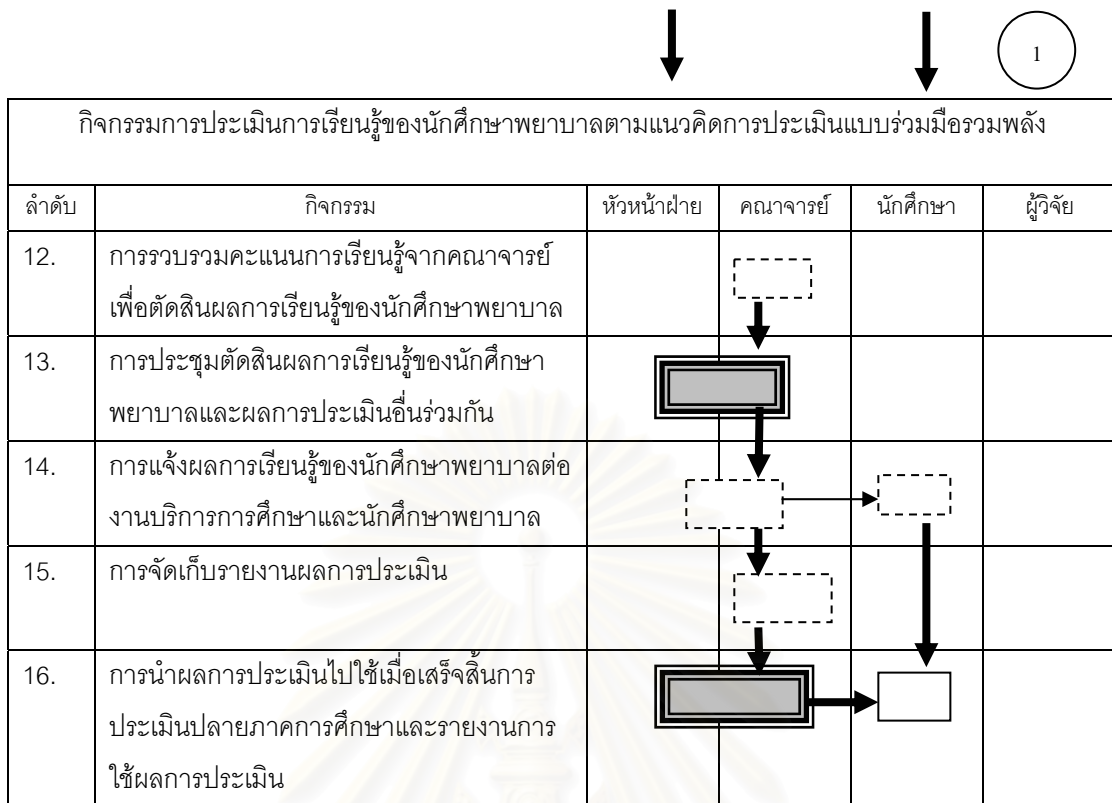 1
กิจกรรมการประเมินการเรียนรู้ของนักศึกษาพยาบาลตามแนวคิดการประเมินแบบร่วมมือรวมพลัง
ลำดับ กิจกรรม หัวหน้าฝ่าย คณาจารย์ นักศึกษา ผู้วิจัย
12. การรวบรวมคะแนนการเรียนรู้จากคณาจารย์
เพื่อตัดสินผลการเรียนรู้ของนักศึกษาพยาบาล
13. การประชุมตัดสินผลการเรียนรู้ของนักศึกษา
พยาบาลและผลการประเมินอื่นร่วมกัน
14. การแจ้งผลการเรียนรู้ของนักศึกษาพยาบาลต่อ
งานบริการการศึกษาและนักศึกษาพยาบาล
15. การจัดเก็บรายงานผลการประเมิน
16. การนำผลการประเมินไปใช้เมื่อเสร็จสิ้นการ
ประเมินปลายภาคการศึกษาและรายงานการ
ใช้ผลการประเมิน